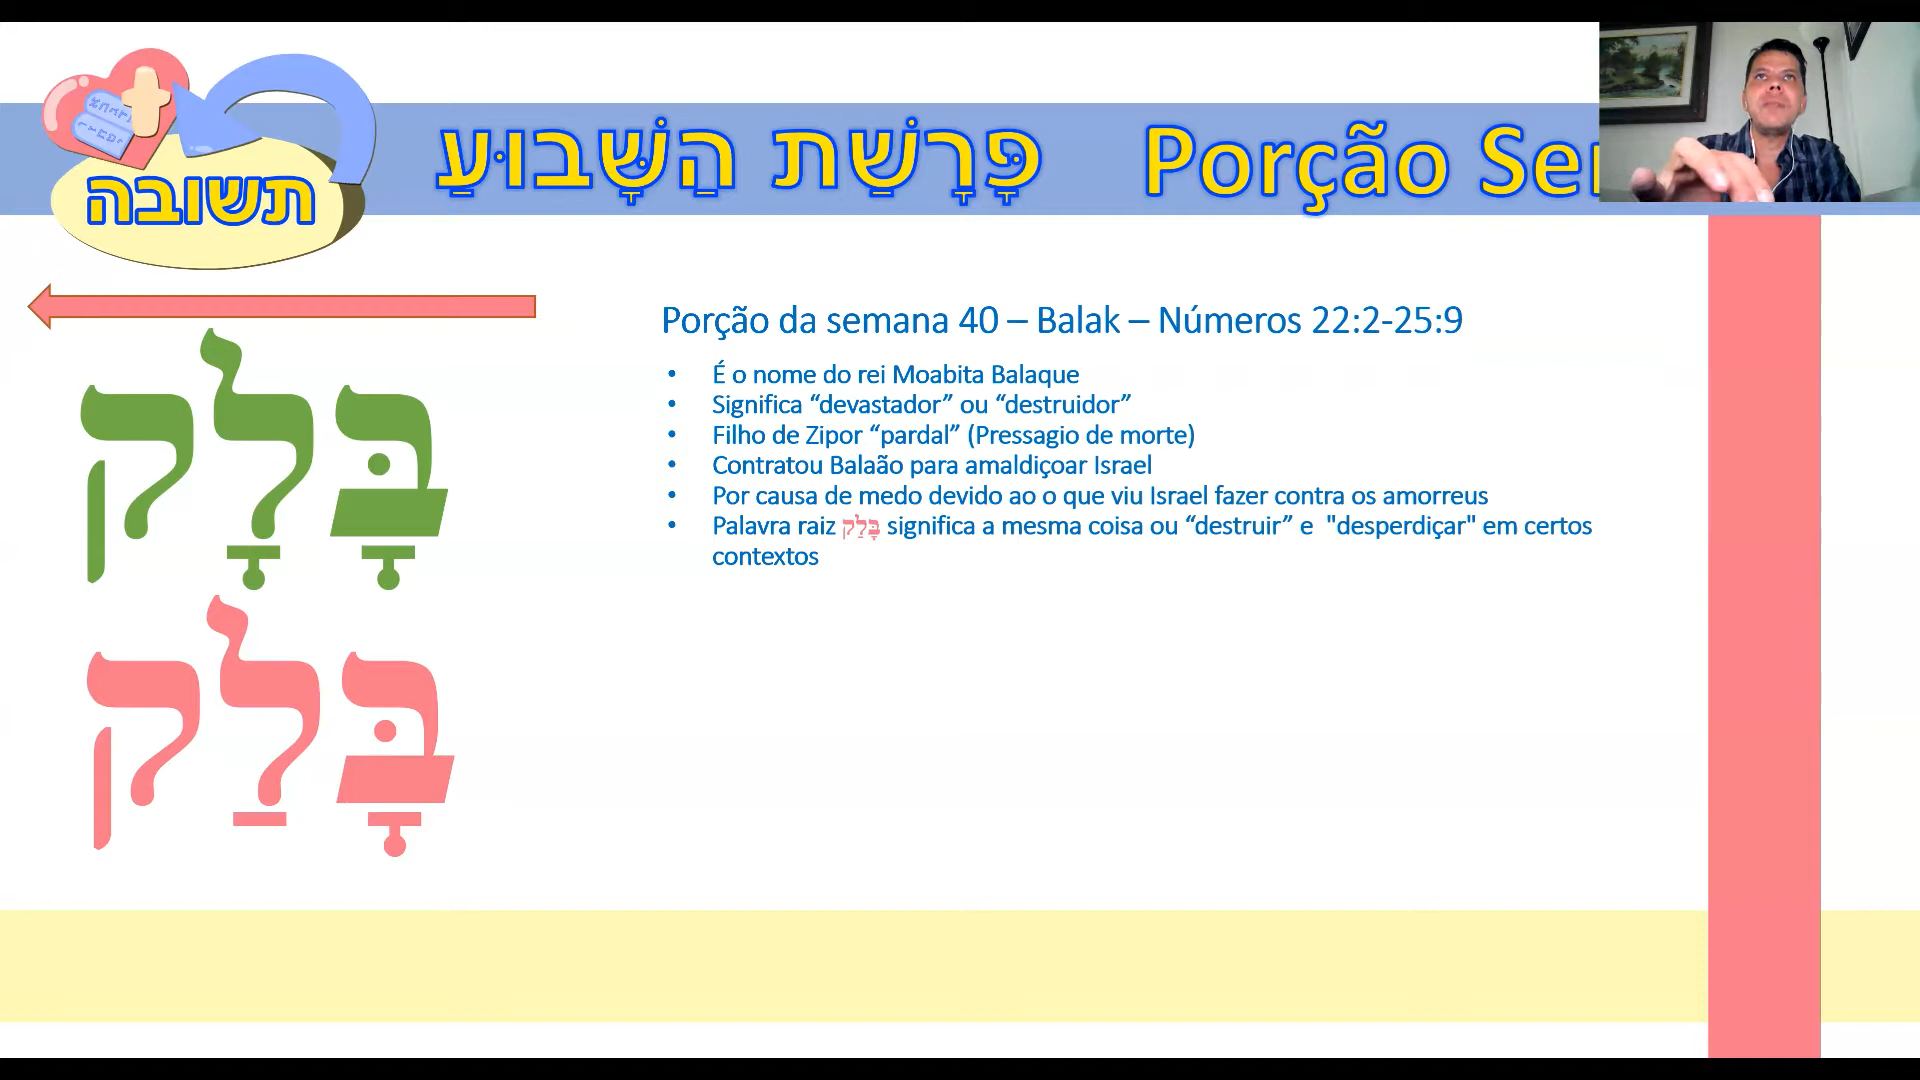 תשובה
פָּרָשַׁת הַשָּׁבוּעַ
Porção Se
Porção da semana 40 – Balak – Números 22:2-25:9
• É o nome do rei Moabita Balaque
• Significa “devastador” ou “destruidor”
• Filho de Zipor “pardal” (Pressagio de morte)
• Contratou Balaão para amaldiçoar Israel
• Por causa de medo devido ao o que viu Israel fazer contra os amorreus
• Palavra raiz בָּלַק significa a mesma coisa ou “destruir” e "desperdiçar" em certos
contextos
בָּלָק
בָּלַק